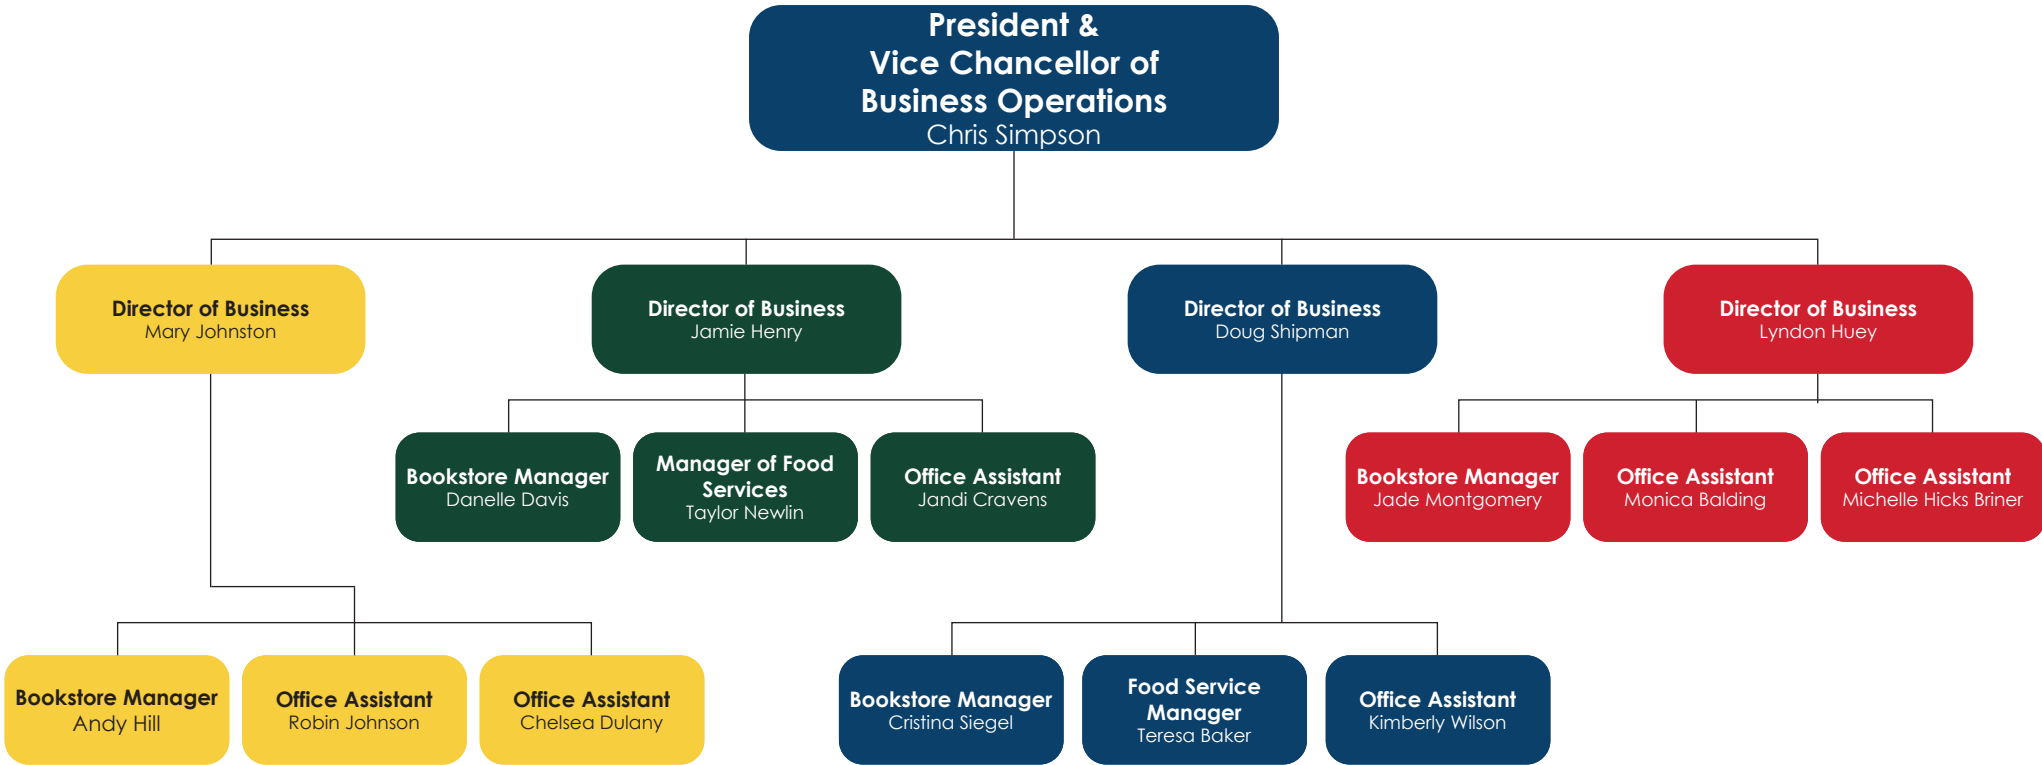 President &
Vice Chancellor of
Business Operations
Chris Simpson
Director of Business
Mary Johnston
Director of Business
Jamie Henry
Director of Business
Doug Shipman
Director of Business
Lyndon Huey
Bookstore Manager
Danelle Davis
Manager of Food
Services
Taylor Newlin
Office Assistant
Jandi Cravens
Bookstore Manager
Jade Montgomery
Office Assistant
Monica Balding
Office Assistant
Michelle Hicks Briner
Bookstore Manager
Andy Hill
Office Assistant
Robin Johnson
Office Assistant
Chelsea Dulany
Bookstore Manager
Cristina Siegel
Food Service
Manager
Teresa Baker
Office Assistant
Kimberly Wilson